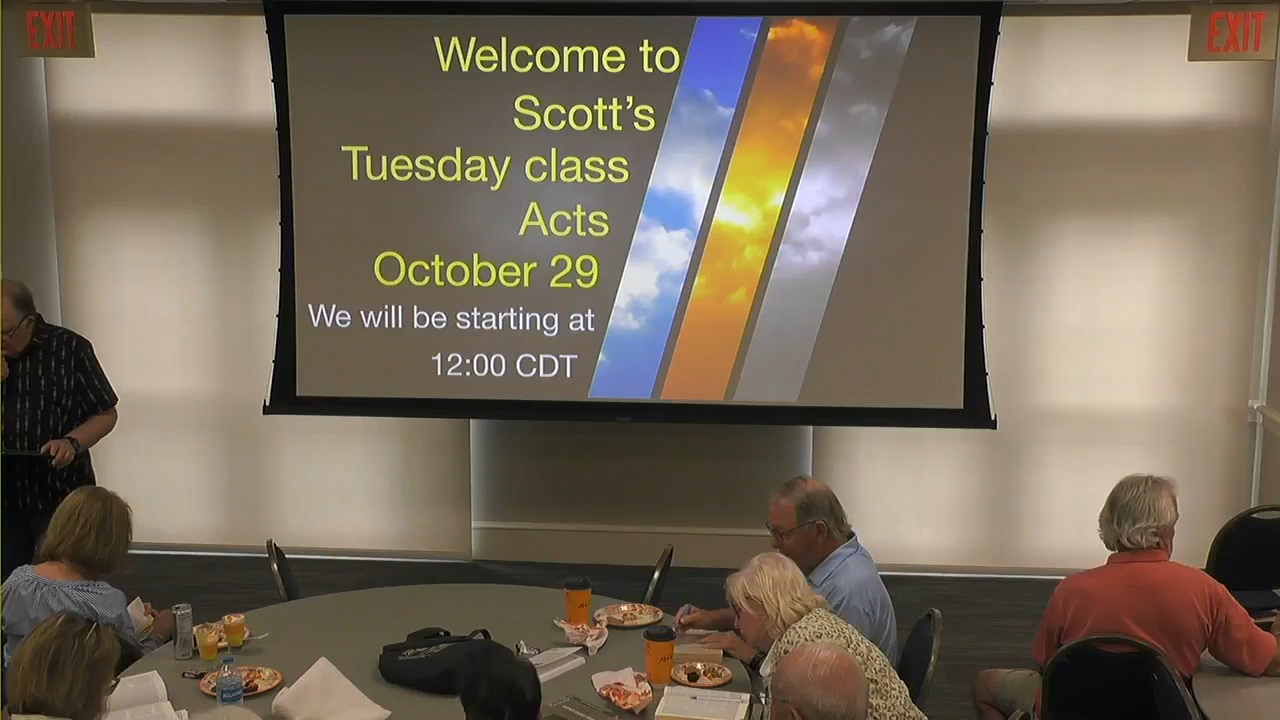 EXIT
EXIT
Welcome to
Scott's
Tuesday class
Acts
October 29
We will be starting at
12:00 CDT